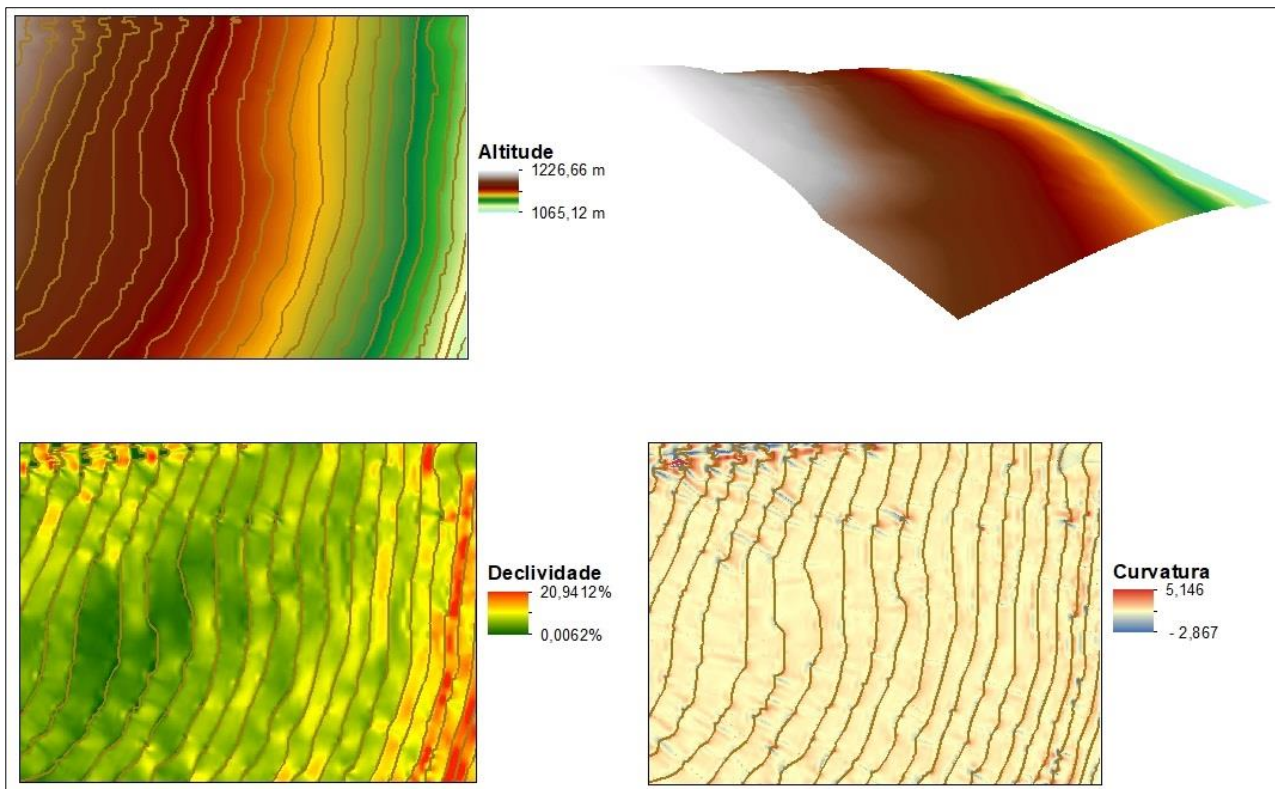 Altitude
1226,66 m
1065,12 m
Declividade
20,9412%
0,0062%
Curvatura
5,146
- 2,867